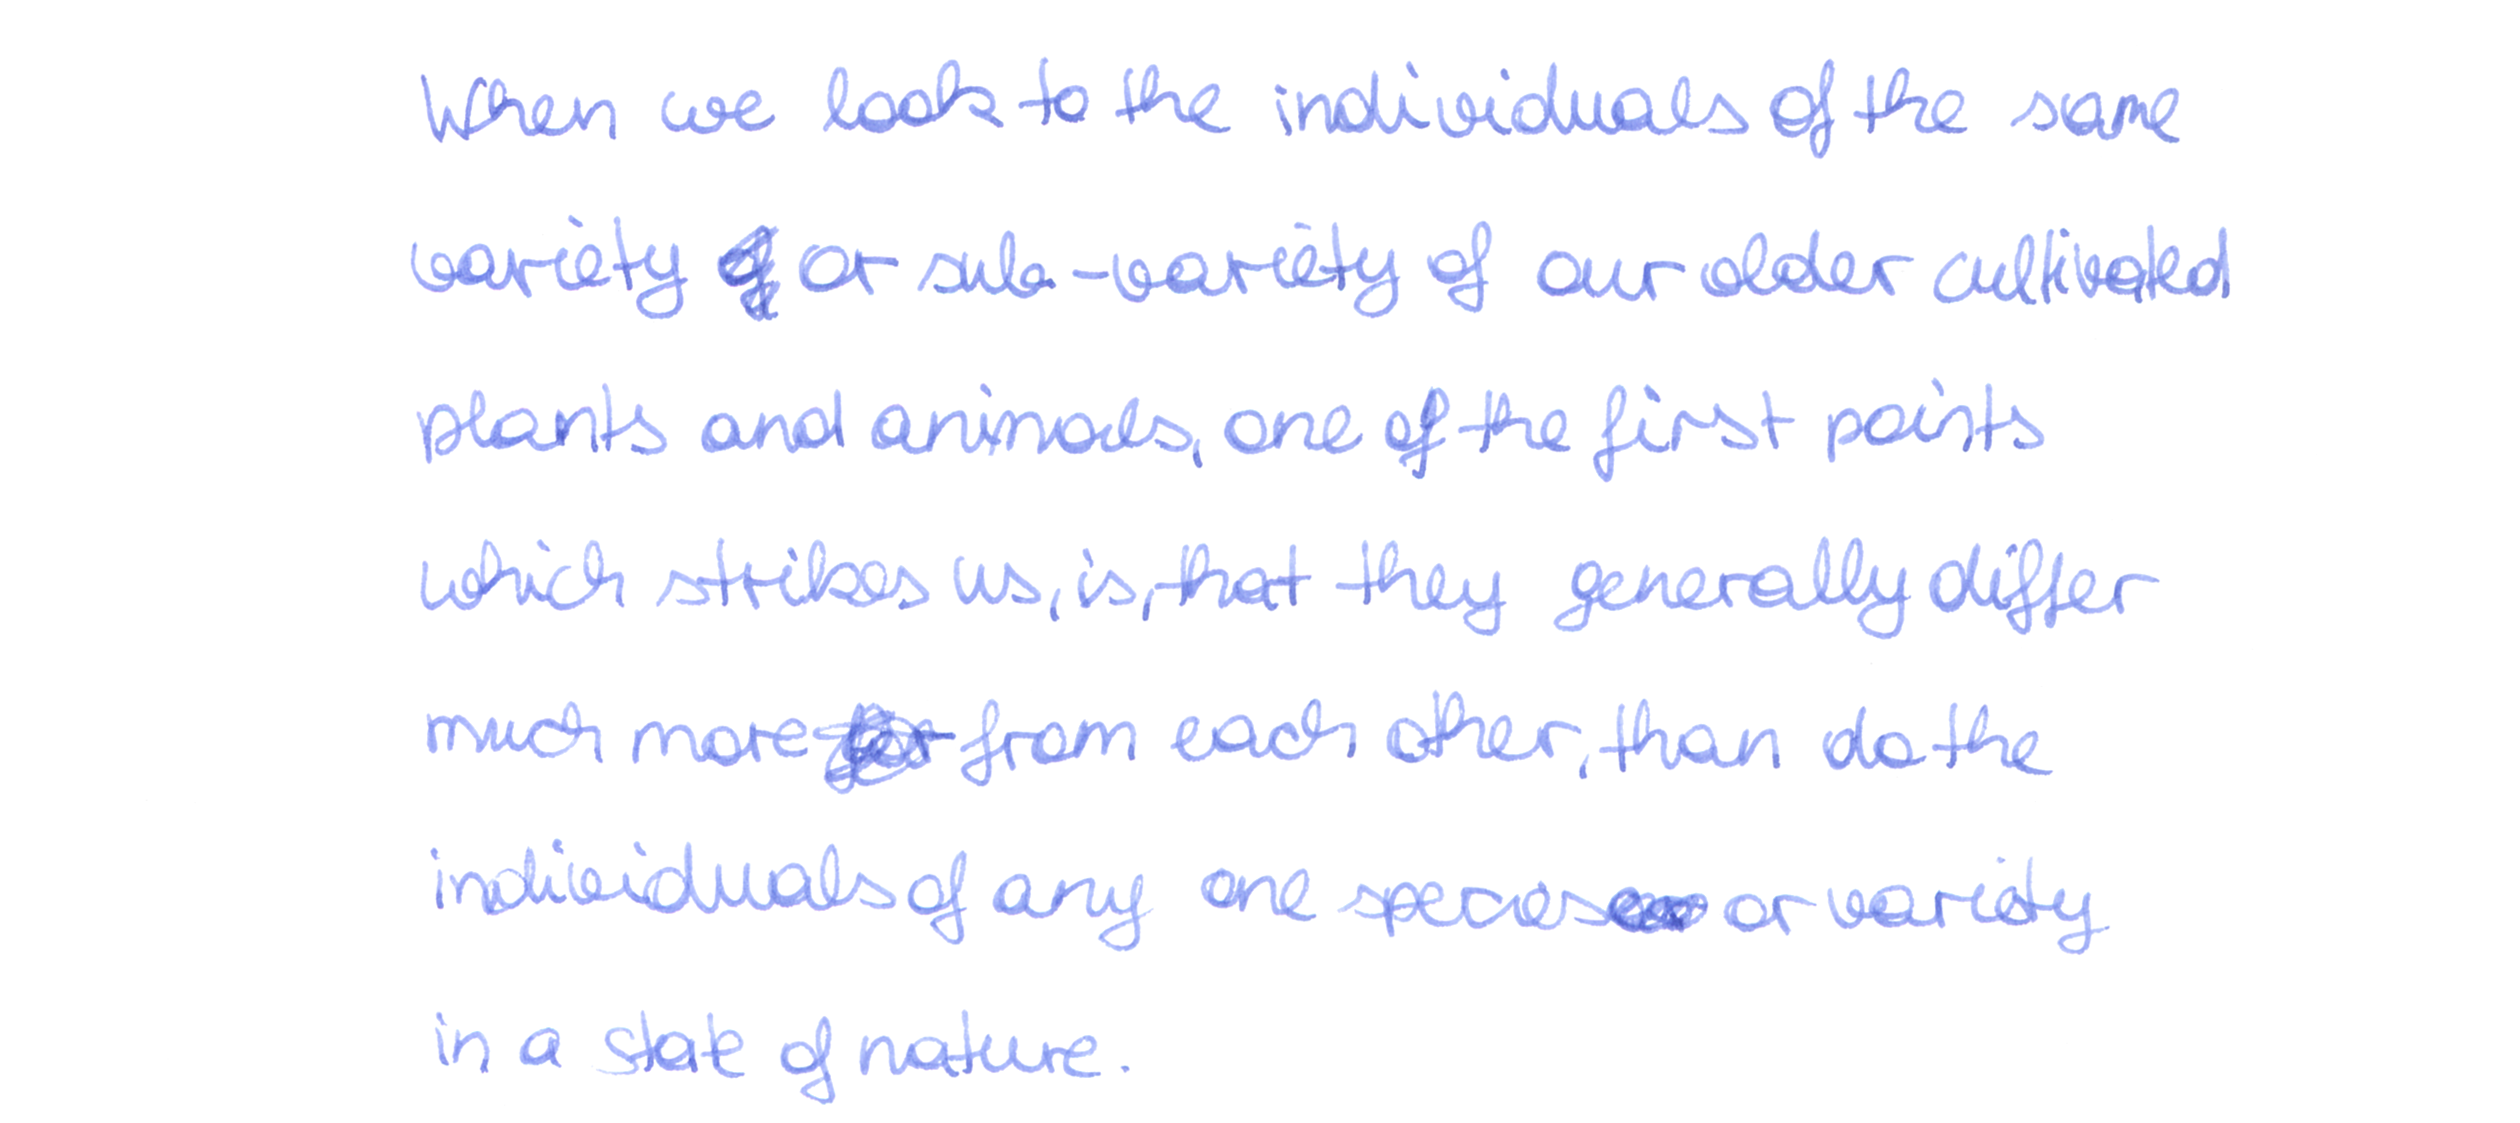 When we look to the individuals of the same
variety or sub-variety of our older cultivated
plants and animals, one of the first points
which strikes us, is, that they generally differ
much more from each other, than do the
individuals of any one species or variety
in a state of nature.